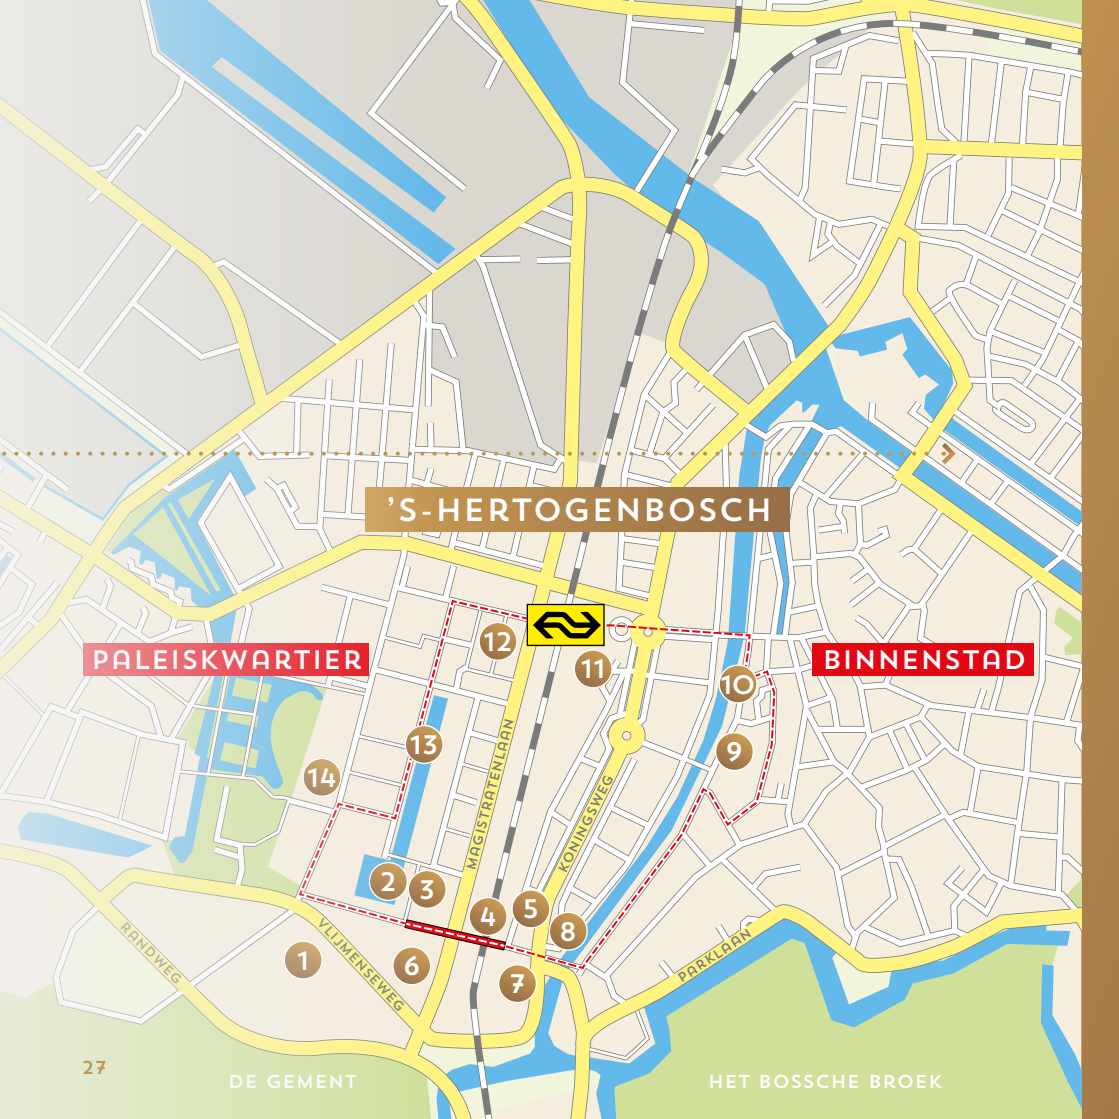 'S-HERTOGENBOSCH
PALEISKWARTIER
BINNENSTAD
12
11
10
13
9
14
MAGISTRATENLAAN
KONINGSWEG
2
3
4
5
8
1
6
7
RANDWEG
VLIJMENSEWEG
PARKLAAN
27
DE GEMENT
HET BOSSCHE BROEK